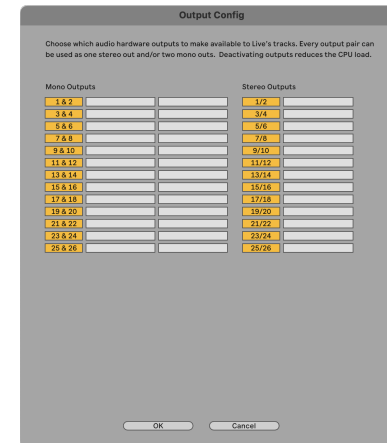 Output Config
Choose which audio hardware outputs to make available to Live's tracks. Every output pair can
be used as one stereo out and/or two mono outs. Deactivating outputs reduces the CPU load.
Mono Outputs Stereo Outputs
1 & 2 1/2
3 & 4 3/4
5 & 6 5/6
7 & 8 7/8
9 & 10 9/10
11 & 12 11/12
13 & 14 13/14
15 & 16 15/16
17 & 18 17/18
19 & 20 19/20
21 & 22 21/22
23 & 24 23/24
25 & 26 25/26
OK Cancel